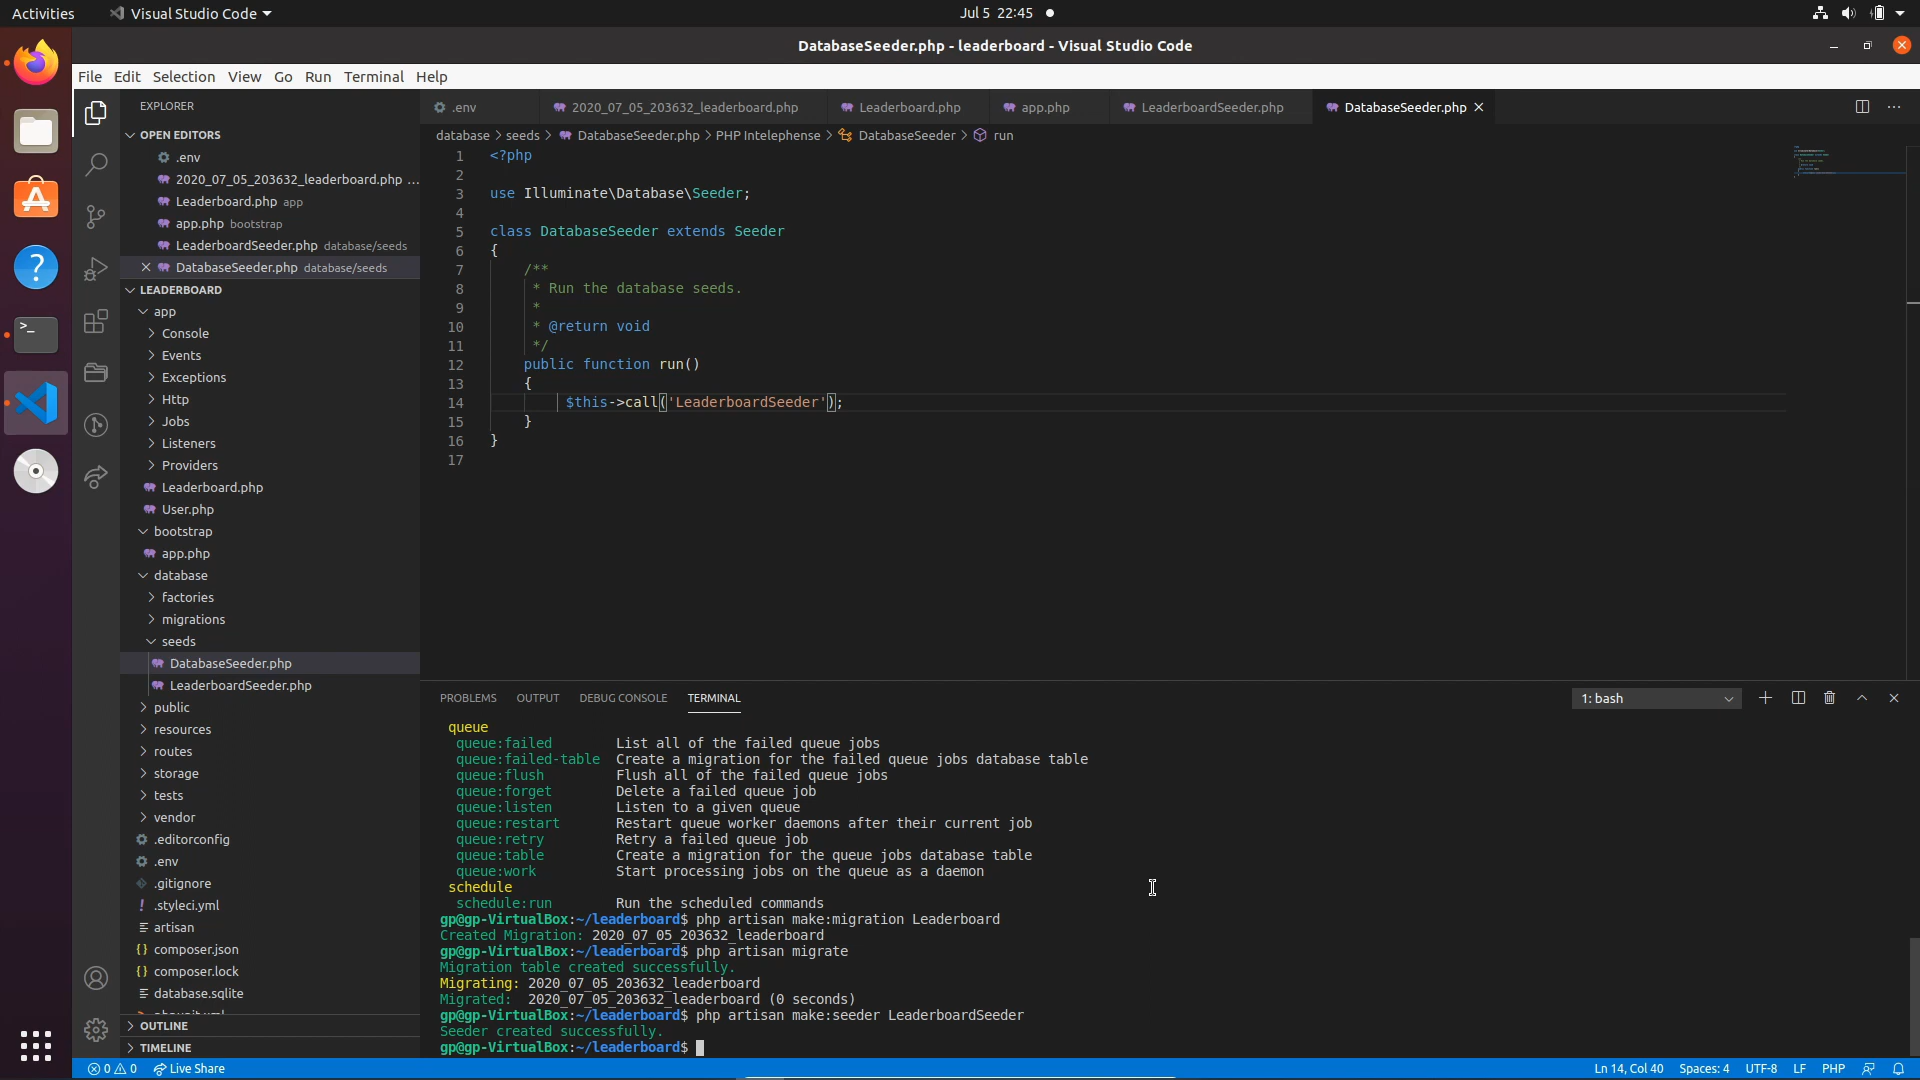 Activities
Visual Studio Code
Jul 5 22:45
DatabaseSeeder.php - leaderboard - Visual Studio Code
File Edit Selection View Go Run Terminal Help
EXPLORER
OPEN EDITORS
.env
2020_07_05_203632_leaderboard.php ...
Leaderboard.php app
app.php bootstrap
LeaderboardSeeder.php database/seeds
DatabaseSeeder.php database/seeds
LEADERBOARD
app
Console
Events
Exceptions
Http
Jobs
Listeners
Providers
Leaderboard.php
User.php
bootstrap
app.php
database
factories
migrations
seeds
DatabaseSeeder.php
LeaderboardSeeder.php
public
resources
routes
storage
tests
vendor
.editorconfig
.env
.gitignore
.styleci.yml
artisan
composer.json
composer.lock
database.sqlite
OUTLINE
TIMELINE
.env
2020_07_05_203632_leaderboard.php
Leaderboard.php
app.php
LeaderboardSeeder.php
DatabaseSeeder.php
database > seeds > DatabaseSeeder.php > PHP Intelephense > DatabaseSeeder > run
1 <?php
2
3 use Illuminate\Database\Seeder;
4
5 class DatabaseSeeder extends Seeder
6 {
7 /**
8 * Run the database seeds.
9 *
10 * @return void
11 */
12 public function run()
13 {
14 $this->call('LeaderboardSeeder');
15 }
16 }
17
PROBLEMS OUTPUT DEBUG CONSOLE TERMINAL
1: bash
queue
queue:failed List all of the failed queue jobs
queue:failed-table Create a migration for the failed queue jobs database table
queue:flush Flush all of the failed queue jobs
queue:forget Delete a failed queue job
queue:listen Listen to a given queue
queue:restart Restart queue worker daemons after their current job
queue:retry Retry a failed queue job
queue:table Create a migration for the queue jobs database table
queue:work Start processing jobs on the queue as a daemon
schedule
schedule:run Run the scheduled commands
gp@gp-VirtualBox:~/leaderboard$ php artisan make:migration Leaderboard
Created Migration: 2020_07_05_203632_leaderboard
gp@gp-VirtualBox:~/leaderboard$ php artisan migrate
Migration table created successfully.
Migrating: 2020_07_05_203632_leaderboard
Migrated: 2020_07_05_203632_leaderboard (0 seconds)
gp@gp-VirtualBox:~/leaderboard$ php artisan make:seeder LeaderboardSeeder
Seeder created successfully.
gp@gp-VirtualBox:~/leaderboard$
0 0 Live Share
Ln 14, Col 40 Spaces: 4 UTF-8 LF PHP